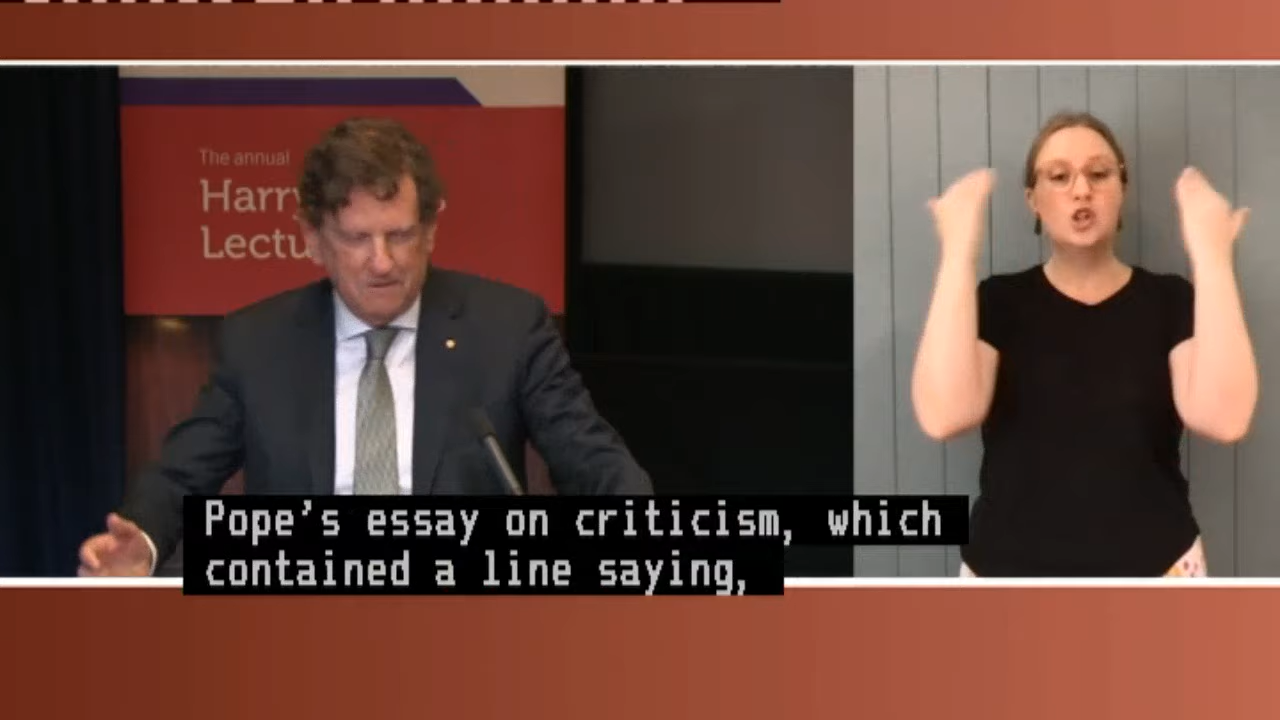 The annual
Harry
Lectu
Pope's essay on criticism, which
contained a line saying,